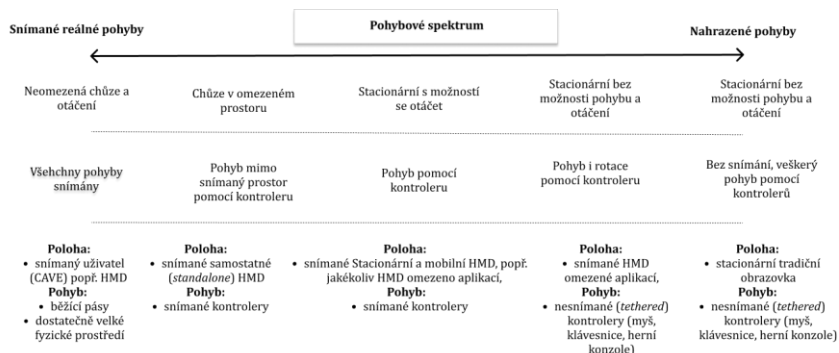 Snímané reálné pohyby
Pohybové spektrum
Nahrazené pohyby
Neomezená chůze a
otáčení
Chůze v omezeném
prostoru
Stacionární s možností
se otáčet
Stacionární bez
možnosti pohybu a
otáčení
Stacionární bez
možnosti pohybu a
otáčení
Všehchny pohyby
snímány
Pohyb mimo
snímaný prostor
pomocí kontroleru
Pohyb pomocí
kontroleru
Pohyb i rotace
pomocí kontroleru
Bez snímání, veškerý
pohyb pomocí
kontrolerů
Poloha:
• snímaný uživatel
(CAVE) popř. HMD
Pohyb:
• běžící pásy
• dostatečně velké
fyzické prostředí
Poloha:
• snímané samostatné
(standalone) HMD
Pohyb:
• snímané kontrolery
Poloha:
• snímané Stacionární a mobilní HMD, popř.
jakékoliv HMD omezeno aplikací,
Pohyb:
• snímané kontrolery
Poloha:
• snímané HMD
omezené aplikací,
Pohyb:
• nesnímané (tethered)
kontrolery (myš,
klávesnice, herní
konzole)
Poloha:
• stacionární tradiční
obrazovka
Pohyb:
• nesnímané (tethered)
kontrolery (myš,
klávesnice, herní konzole)